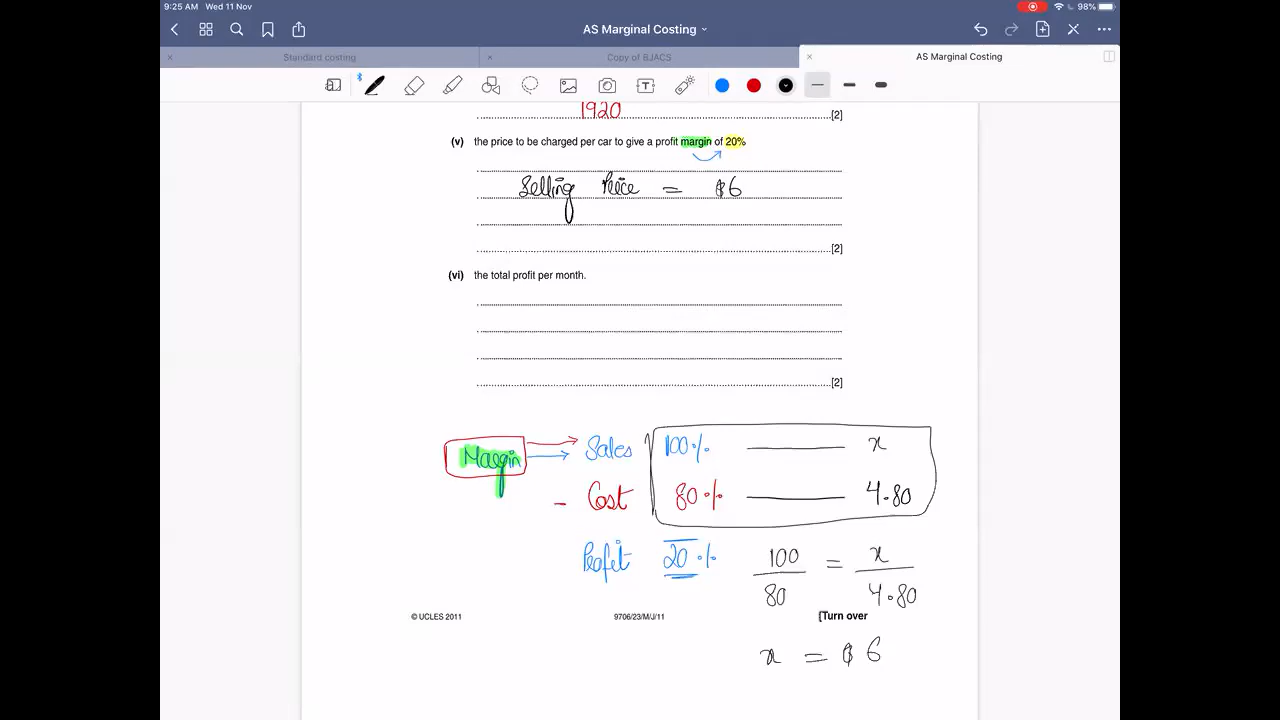 9:25 AM Wed 11 Nov
98%
AS Marginal Costing
Standard costing
Copy of BJACS
AS Marginal Costing
1920
[2]
(v) the price to be charged per car to give a profit margin of 20%
Selling Price = $6
[2]
(vi) the total profit per month.
[2]
Margin Sales 100% x
- Cost 80% 4.80
Profit 20% 100/80 = x/4.80
© UCLES 2011 9706/23/M/J/11 [Turn over
x = $6